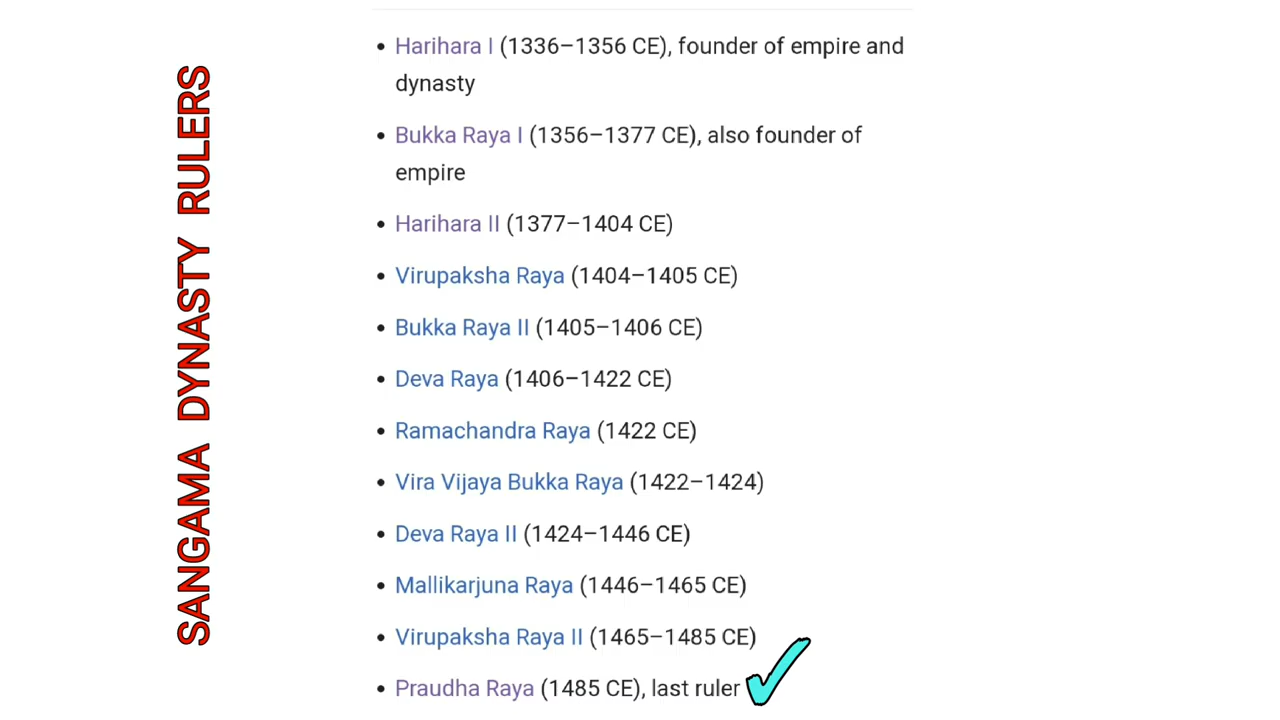 SANGAMA DYNASTY RULERS
• Harihara I (1336–1356 CE), founder of empire and
dynasty
• Bukka Raya I (1356–1377 CE), also founder of
empire
• Harihara II (1377–1404 CE)
• Virupaksha Raya (1404–1405 CE)
• Bukka Raya II (1405–1406 CE)
• Deva Raya (1406–1422 CE)
• Ramachandra Raya (1422 CE)
• Vira Vijaya Bukka Raya (1422–1424)
• Deva Raya II (1424–1446 CE)
• Mallikarjuna Raya (1446–1465 CE)
• Virupaksha Raya II (1465–1485 CE)
• Praudha Raya (1485 CE), last ruler